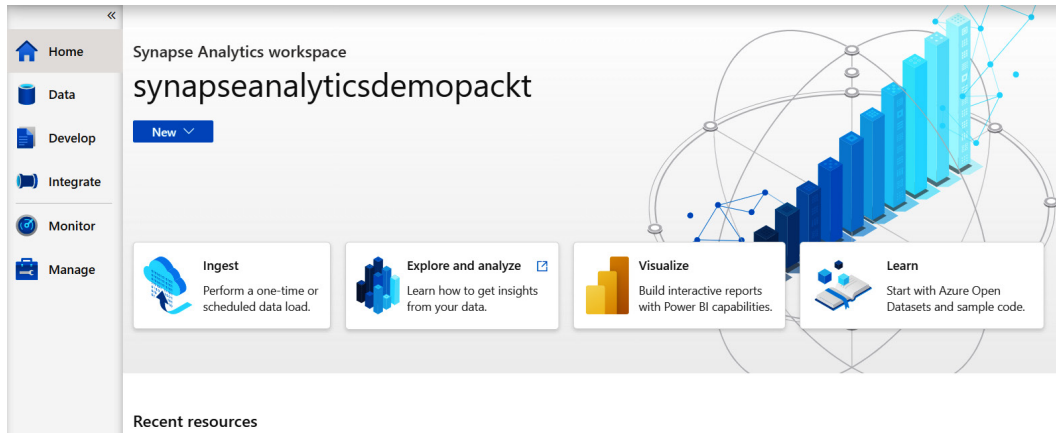 «
Home
Data
Develop
Integrate
Monitor
Manage
Synapse Analytics workspace
synapseanalyticsdemopackt
New
Ingest
Perform a one-time or
scheduled data load.
Explore and analyze
Learn how to get insights
from your data.
Visualize
Build interactive reports
with Power BI capabilities.
Learn
Start with Azure Open
Datasets and sample code.
Recent resources